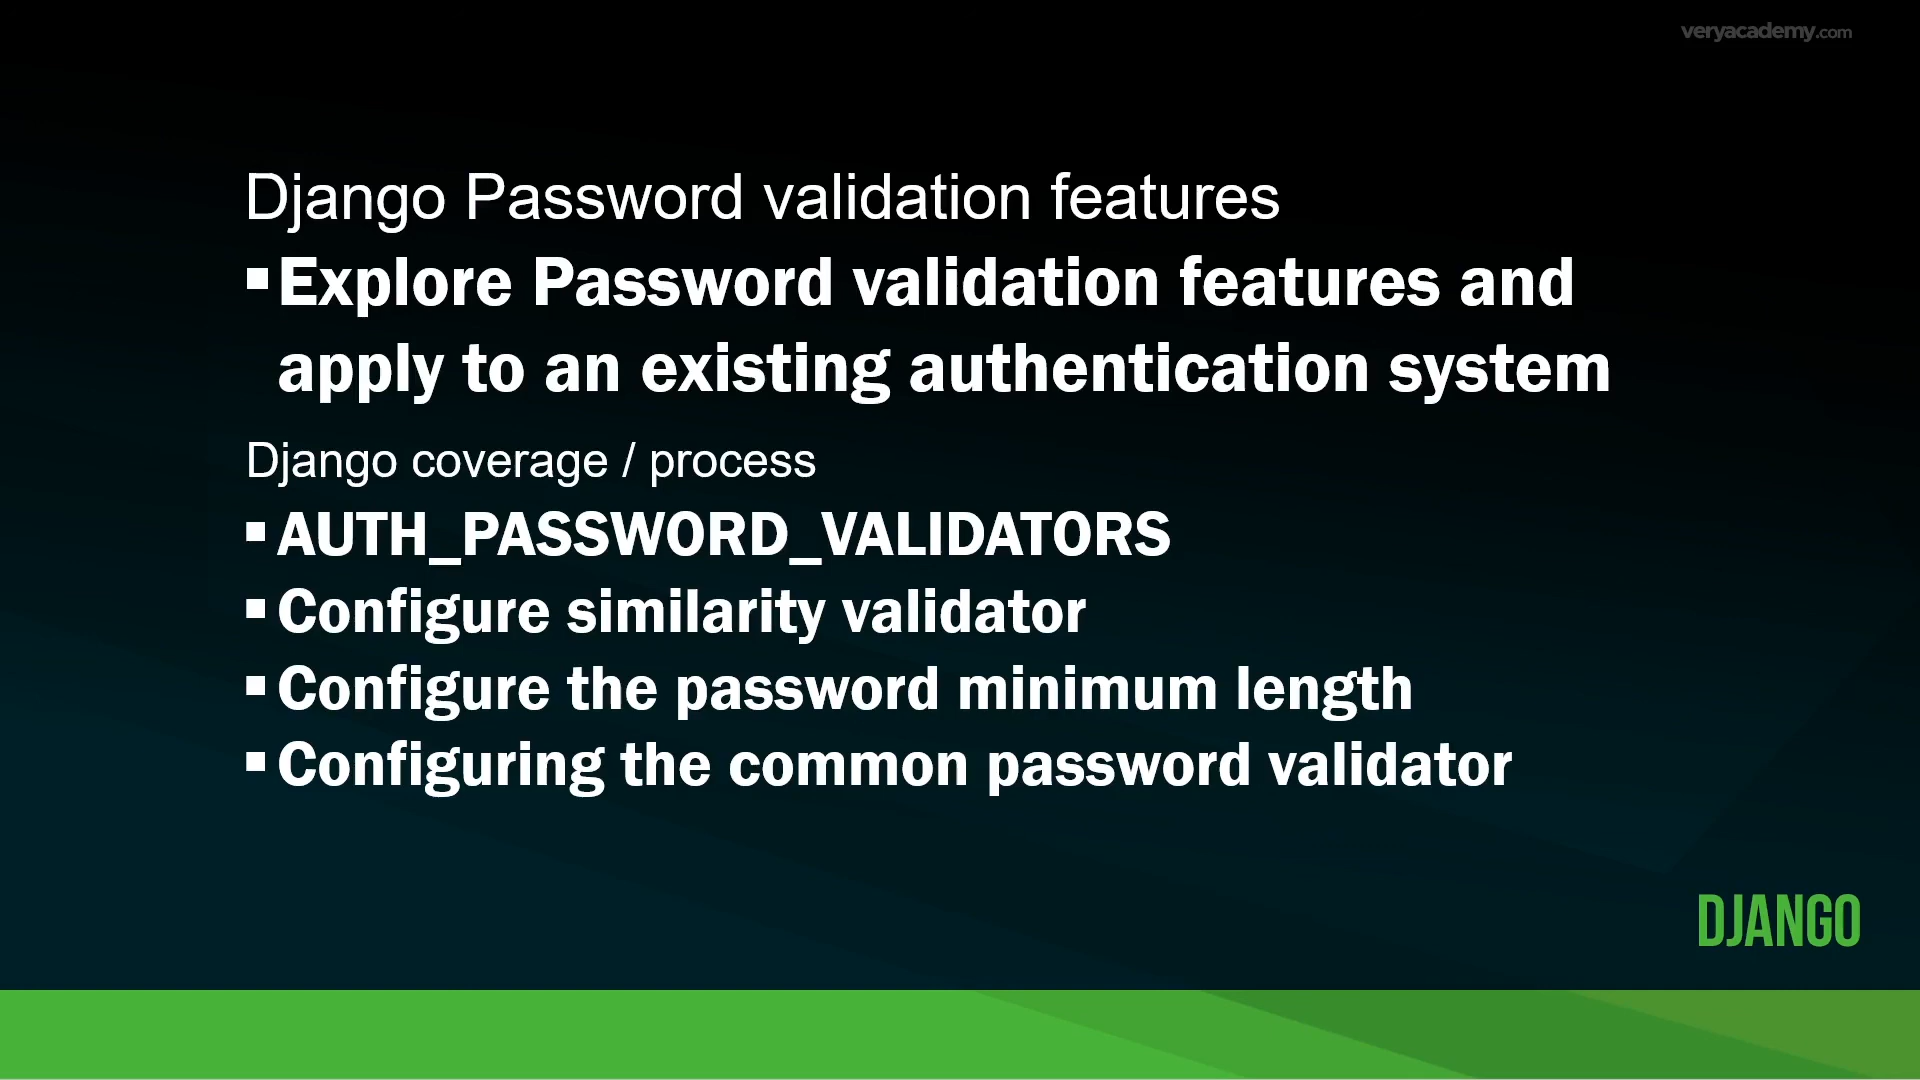 veryacademy.com
Django Password validation features
▪Explore Password validation features and
apply to an existing authentication system
Django coverage / process
▪AUTH_PASSWORD_VALIDATORS
▪Configure similarity validator
▪Configure the password minimum length
▪Configuring the common password validator
DJANGO